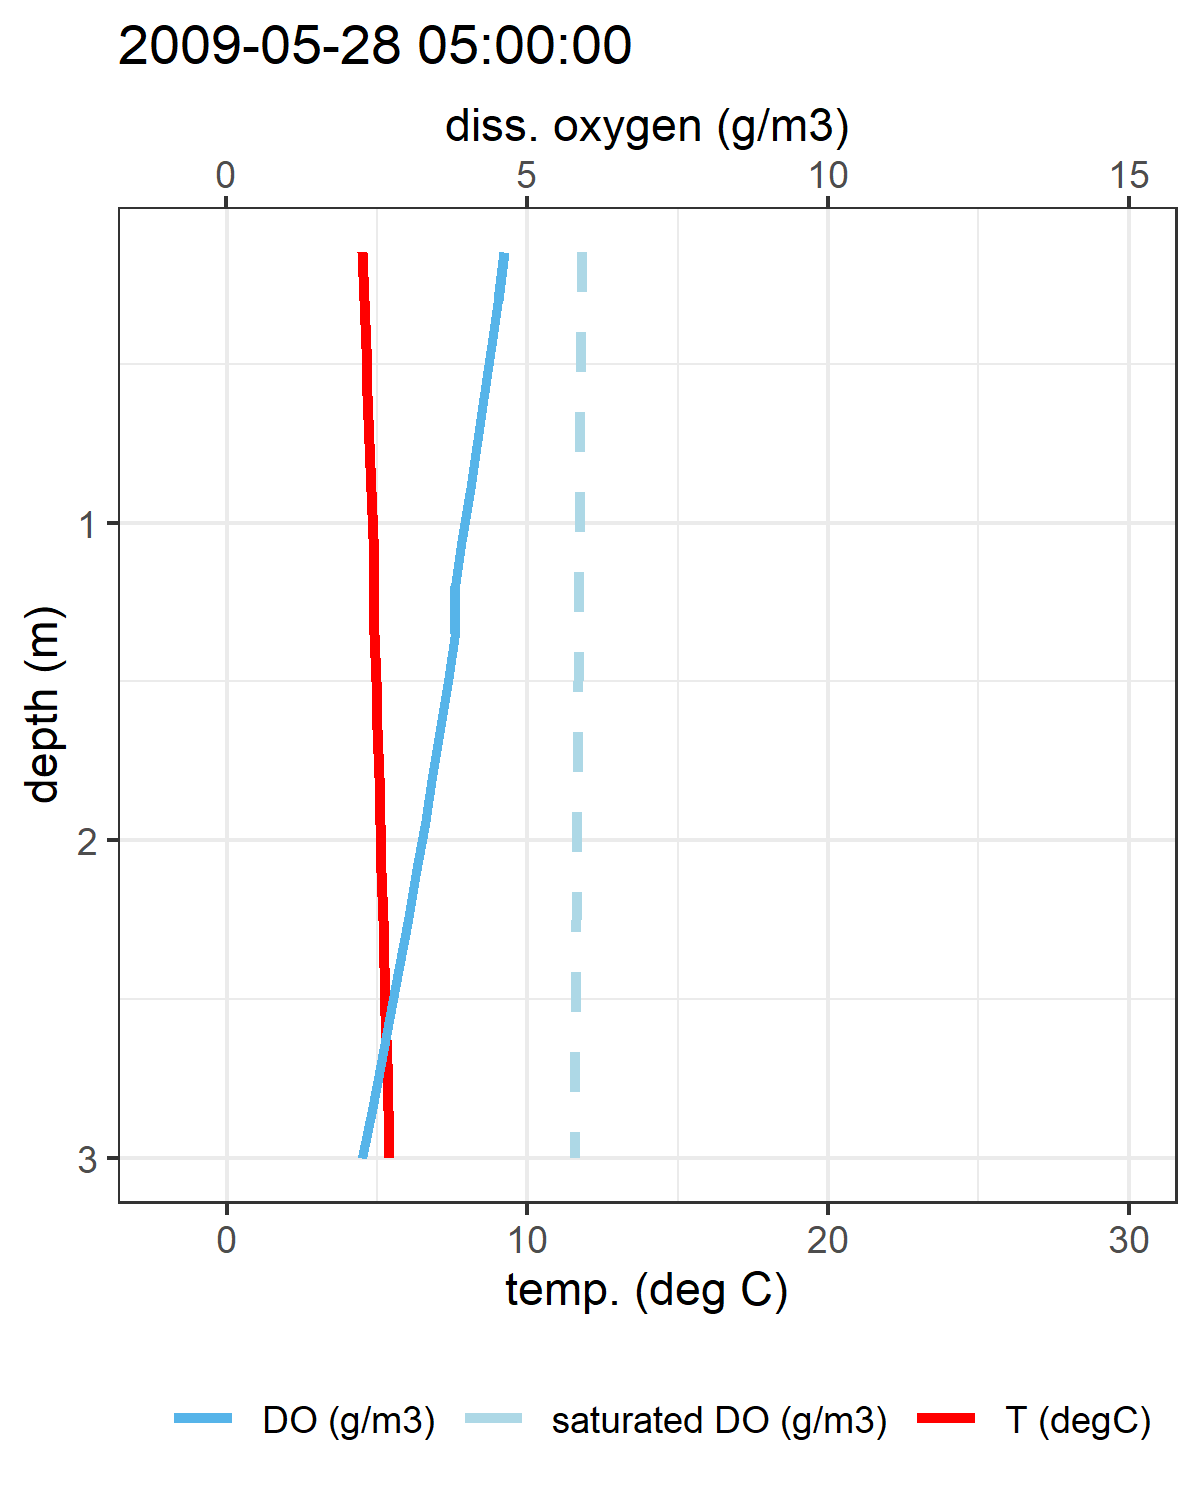 2009-05-28 05:00:00
diss. oxygen (g/m3)
0 5 10 15
depth (m)
1
2
3
0 10 20 30
temp. (deg C)
DO (g/m3) saturated DO (g/m3) T (degC)